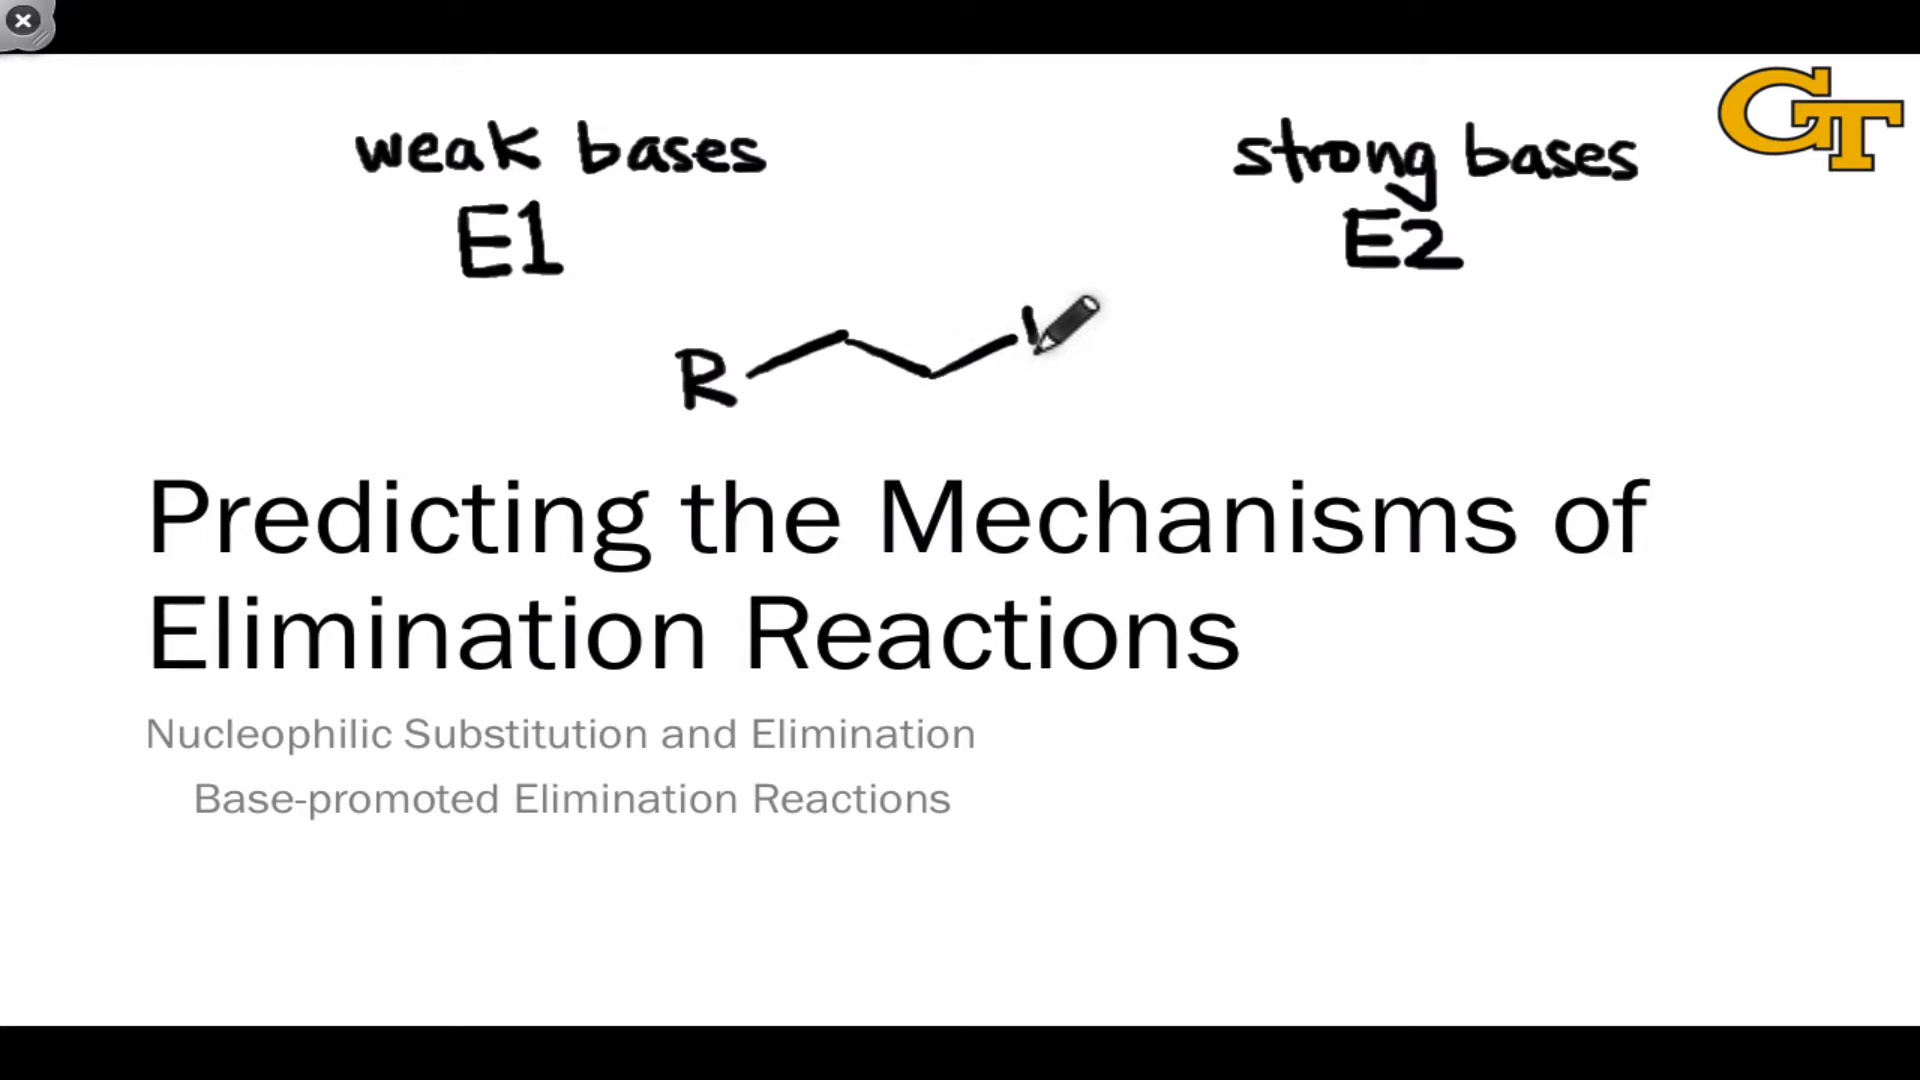 weak bases strong bases
E1 E2
R
GT
Predicting the Mechanisms of
Elimination Reactions
Nucleophilic Substitution and Elimination
Base-promoted Elimination Reactions